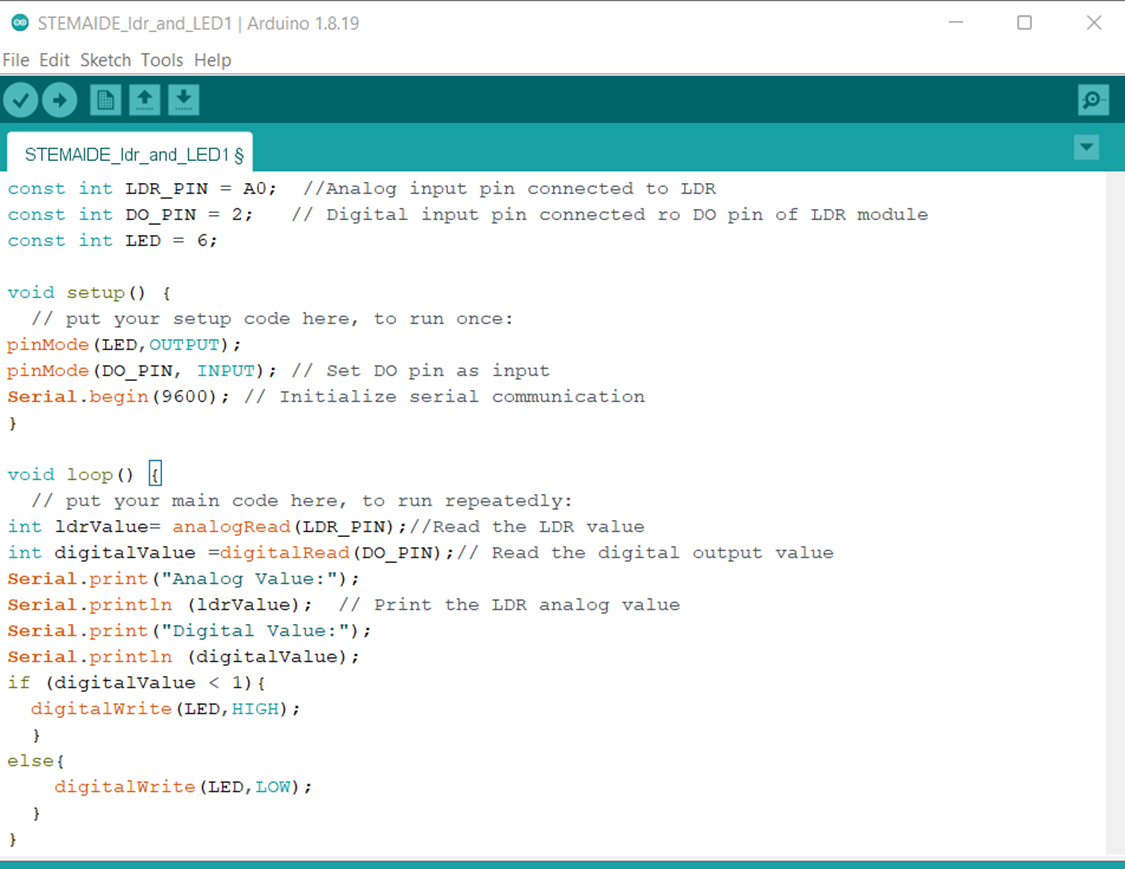 STEMAIDE_ldr_and_LED1 | Arduino 1.8.19
File Edit Sketch Tools Help
STEMAIDE_ldr_and_LED1 §
const int LDR_PIN = A0;  //Analog input pin connected to LDR
const int DO_PIN = 2;   // Digital input pin connected ro DO pin of LDR module
const int LED = 6;

void setup() {
  // put your setup code here, to run once:
pinMode(LED,OUTPUT);
pinMode(DO_PIN, INPUT); // Set DO pin as input
Serial.begin(9600); // Initialize serial communication
}

void loop() {
  // put your main code here, to run repeatedly:
int ldrValue= analogRead(LDR_PIN);//Read the LDR value
int digitalValue =digitalRead(DO_PIN);// Read the digital output value
Serial.print("Analog Value:");
Serial.println (ldrValue);  // Print the LDR analog value
Serial.print("Digital Value:");
Serial.println (digitalValue);
if (digitalValue < 1){
  digitalWrite(LED,HIGH);
  }
else{
    digitalWrite(LED,LOW);
  }
}